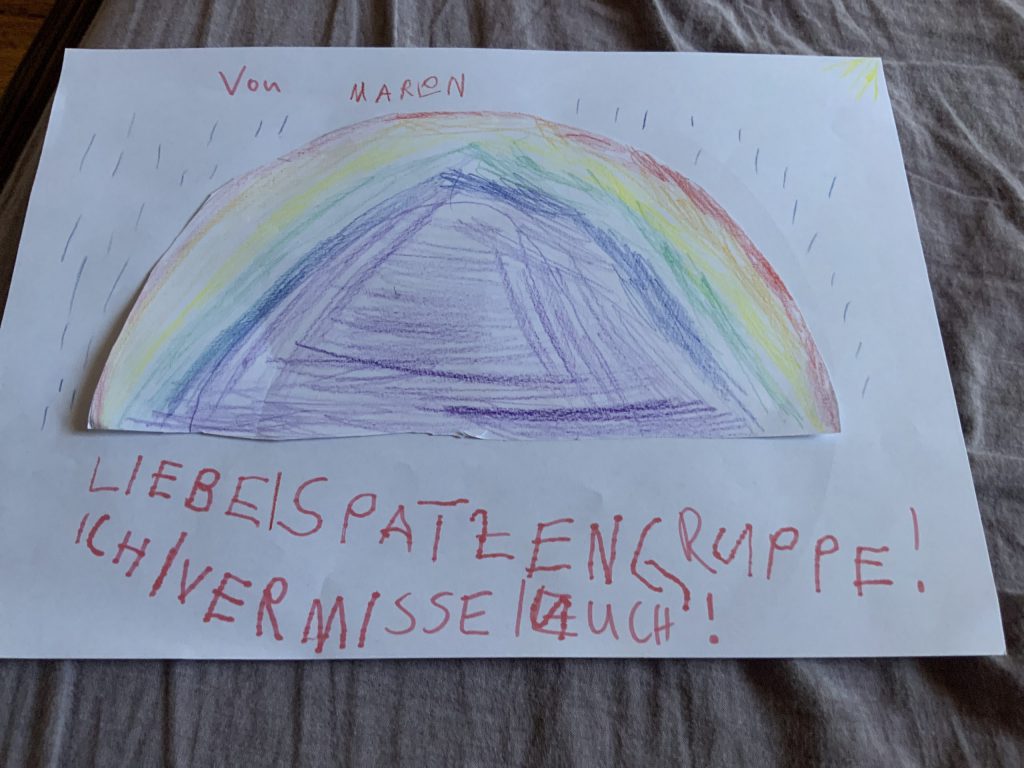 Von MARLON
LIEBE/SPATZENGRUPPE!
ICH/VERMISSE/EUCH!